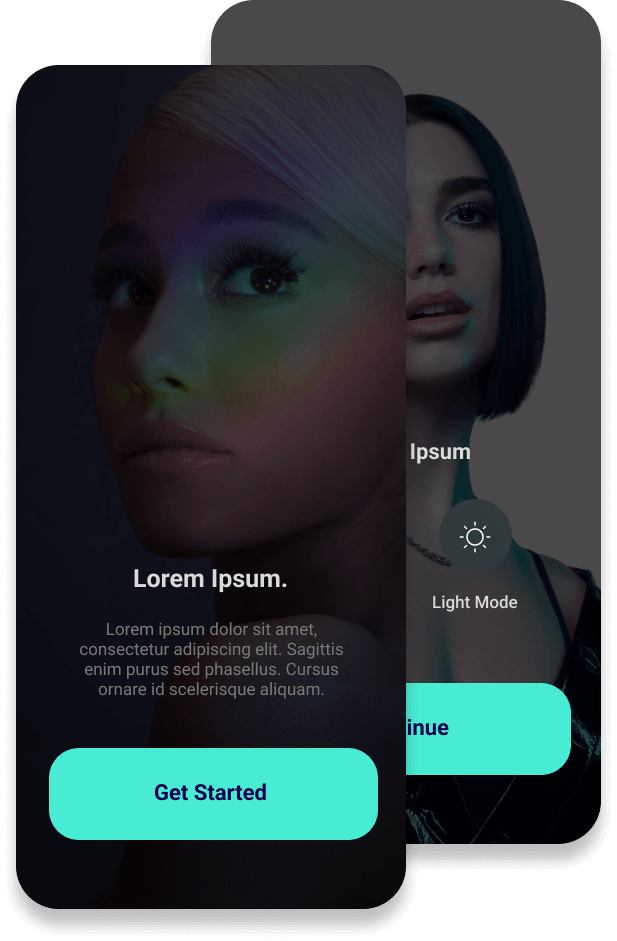 Lorem Ipsum.
Lorem ipsum dolor sit amet,
consectetur adipiscing elit. Sagittis
enim purus sed phasellus. Cursus
ornare id scelerisque aliquam.
Get Started
Ipsum
Light Mode
inue